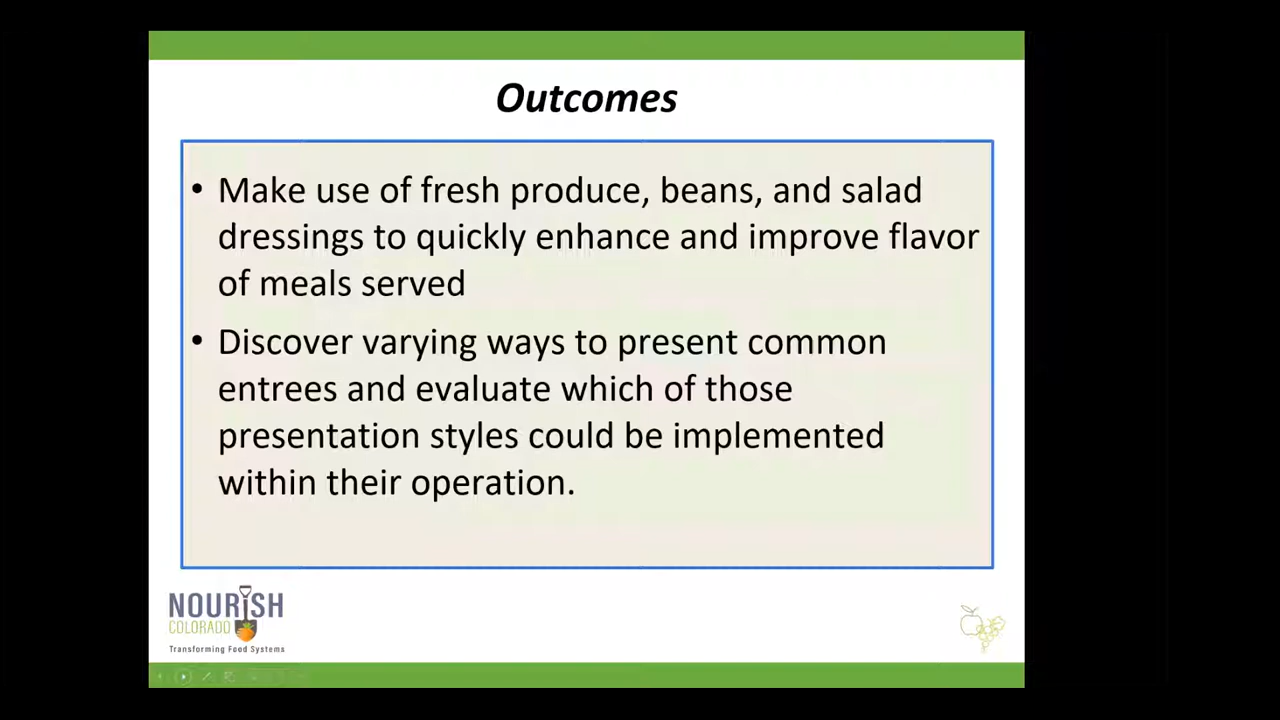 Outcomes
• Make use of fresh produce, beans, and salad
dressings to quickly enhance and improve flavor
of meals served
• Discover varying ways to present common
entrees and evaluate which of those
presentation styles could be implemented
within their operation.
NOURISH
COLORADO
Transforming Food Systems